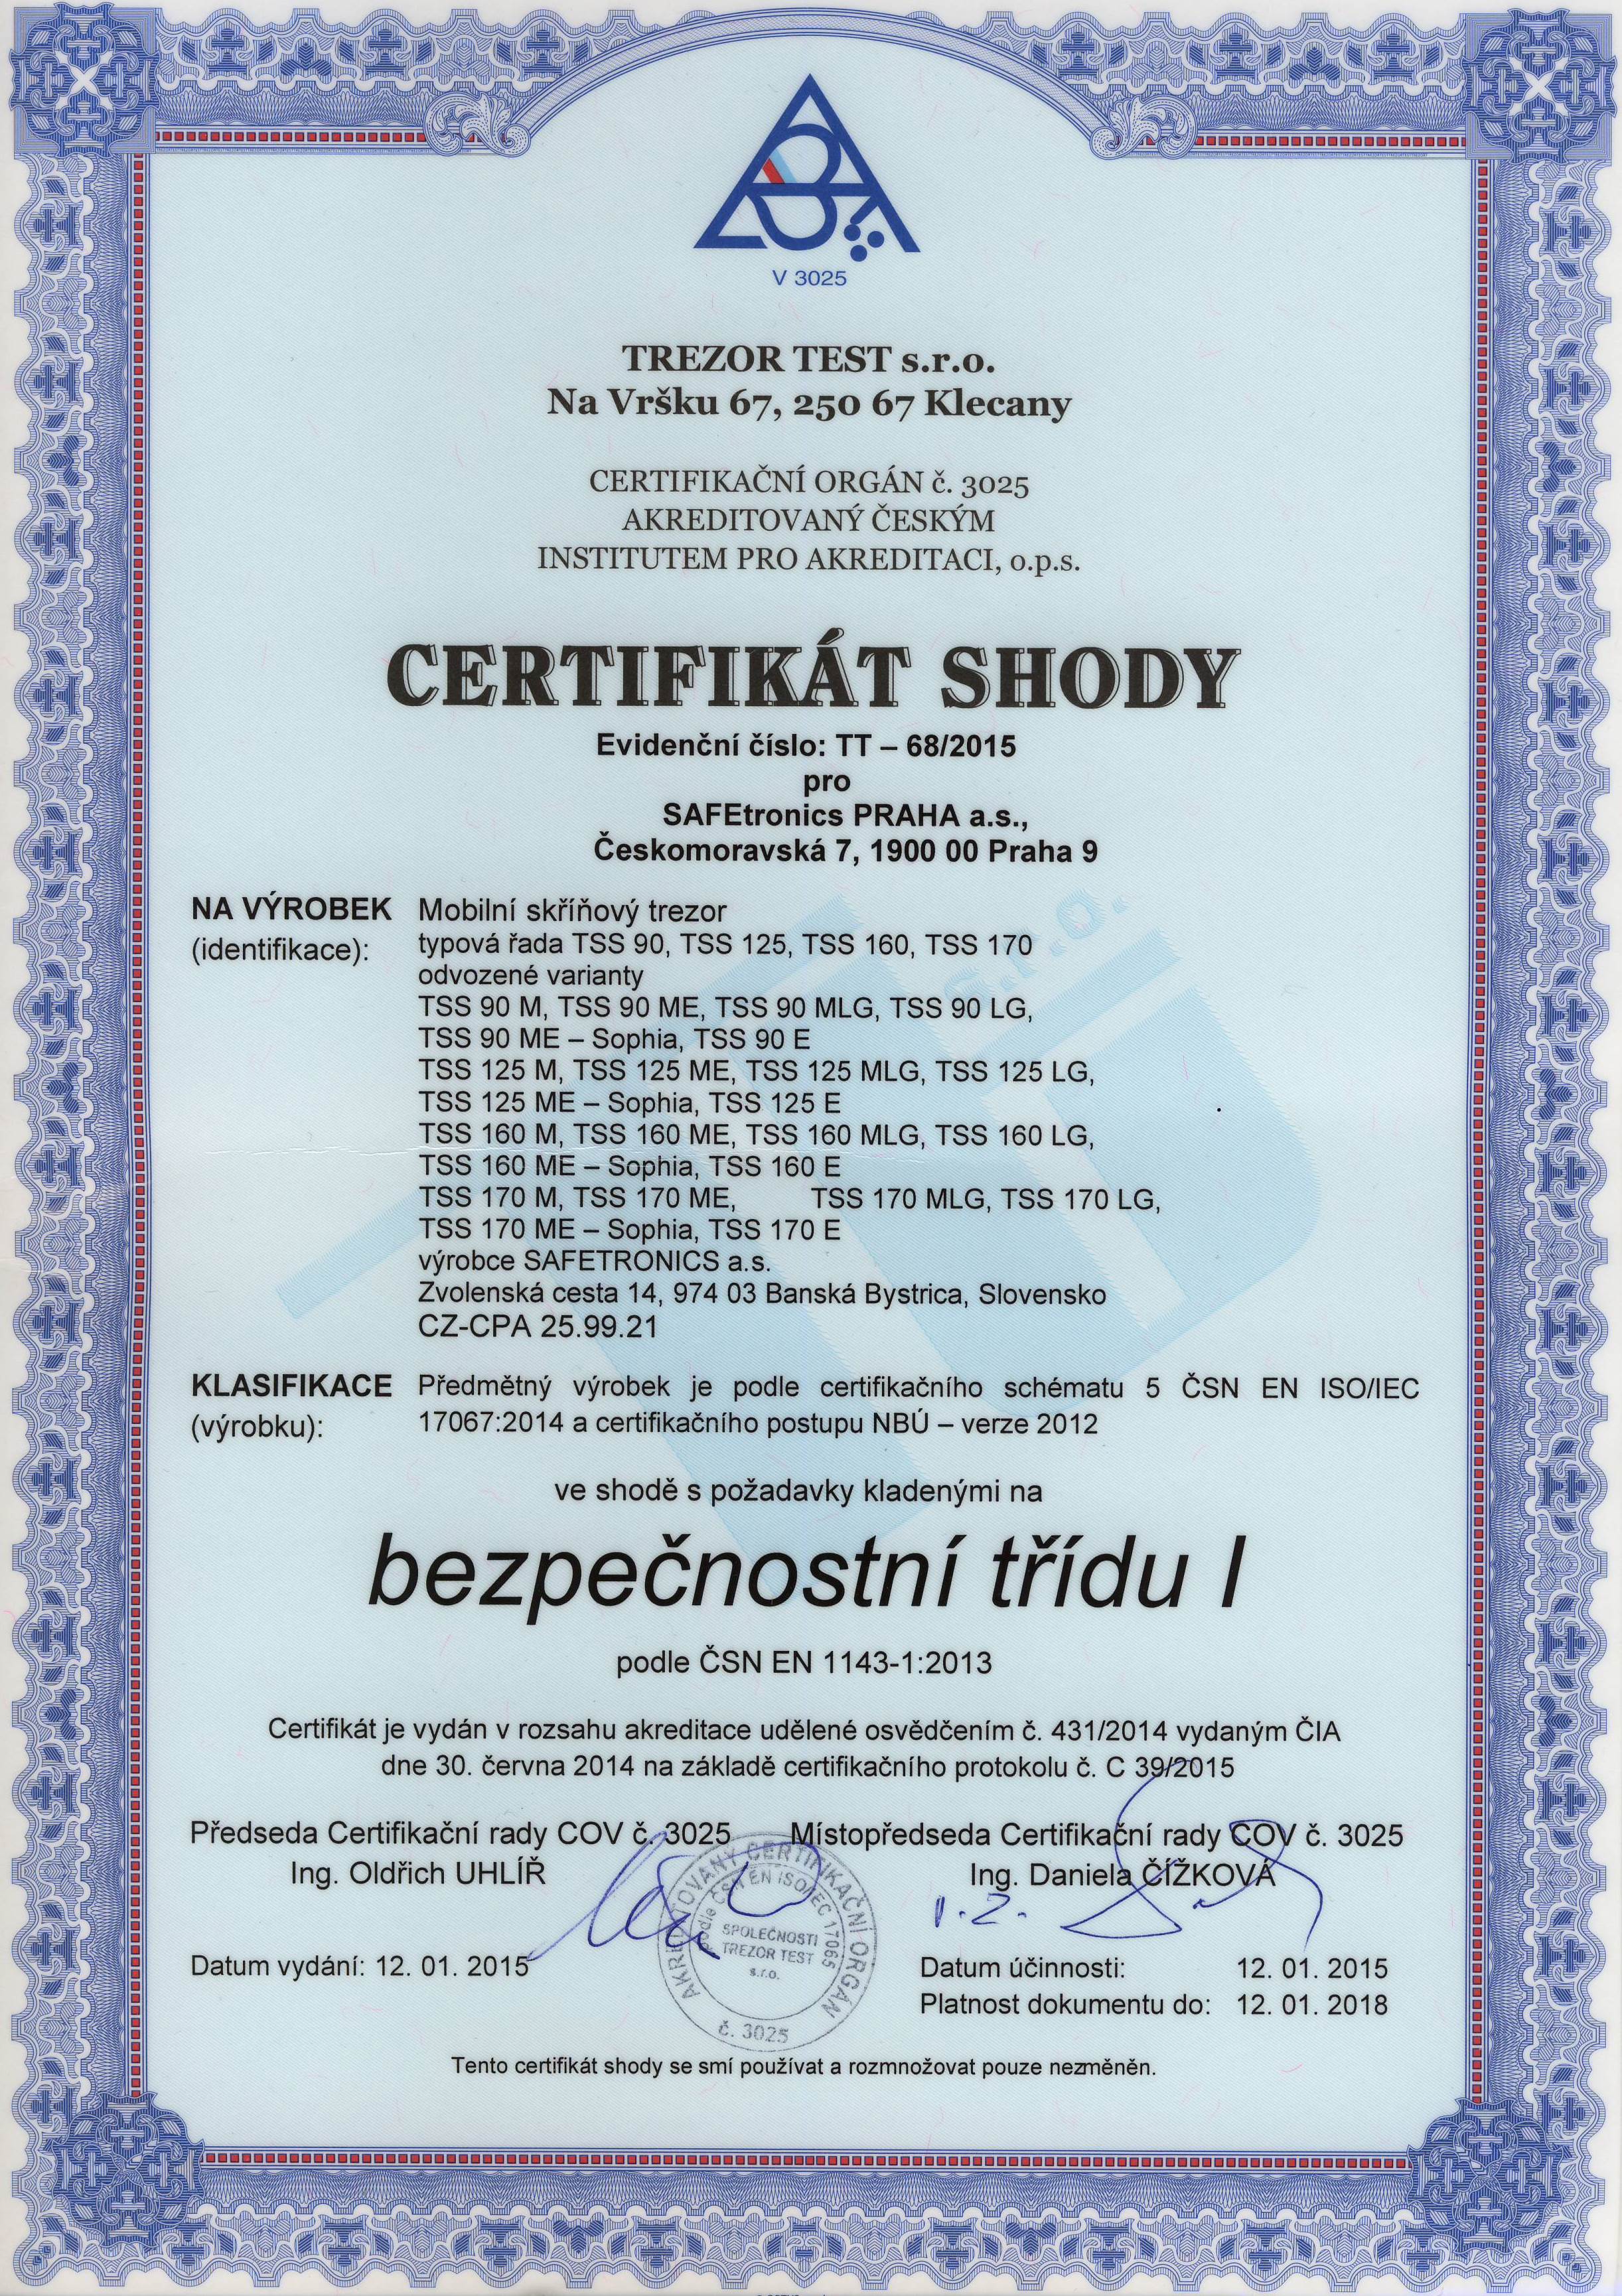 V 3025
TREZOR TEST s.r.o.
Na Vršku 67, 250 67 Klecany
CERTIFIKAČNÍ ORGÁN č. 3025
AKREDITOVANÝ ČESKÝM
INSTITUTEM PRO AKREDITACI, o.p.s.
CERTIFIKÁT SHODY
Evidenční číslo: TT – 68/2015
pro
SAFEtronics PRAHA a.s.,
Českomoravská 7, 1900 00 Praha 9
NA VÝROBEK Mobilní skříňový trezor
(identifikace): typová řada TSS 90, TSS 125, TSS 160, TSS 170
odvozené varianty
TSS 90 M, TSS 90 ME, TSS 90 MLG, TSS 90 LG,
TSS 90 ME – Sophia, TSS 90 E
TSS 125 M, TSS 125 ME, TSS 125 MLG, TSS 125 LG,
TSS 125 ME – Sophia, TSS 125 E
TSS 160 M, TSS 160 ME, TSS 160 MLG, TSS 160 LG,
TSS 160 ME – Sophia, TSS 160 E
TSS 170 M, TSS 170 ME, TSS 170 MLG, TSS 170 LG,
TSS 170 ME – Sophia, TSS 170 E
výrobce SAFETRONICS a.s.
Zvolenská cesta 14, 974 03 Banská Bystrica, Slovensko
CZ-CPA 25.99.21
KLASIFIKACE Předmětný výrobek je podle certifikačního schématu 5 ČSN EN ISO/IEC
(výrobku): 17067:2014 a certifikačního postupu NBÚ – verze 2012
ve shodě s požadavky kladenými na
bezpečnostní třídu I
podle ČSN EN 1143-1:2013
Certifikát je vydán v rozsahu akreditace udělené osvědčením č. 431/2014 vydaným ČIA
dne 30. června 2014 na základě certifikačního protokolu č. C 39/2015
Předseda Certifikační rady COV č. 3025 Místopředseda Certifikační rady COV č. 3025
Ing. Oldřich UHLÍŘ Ing. Daniela ČÍŽKOVÁ
v.z.
AKREDITOVANÝ CERTIFIKAČNÍ ORGÁN
podle ČSN EN ISO/IEC 17065
SPOLEČNOSTI
TREZOR TEST
s.r.o.
č. 3025
Datum vydání: 12. 01. 2015 Datum účinnosti: 12. 01. 2015
Platnost dokumentu do: 12. 01. 2018
Tento certifikát shody se smí používat a rozmnožovat pouze nezměněn.